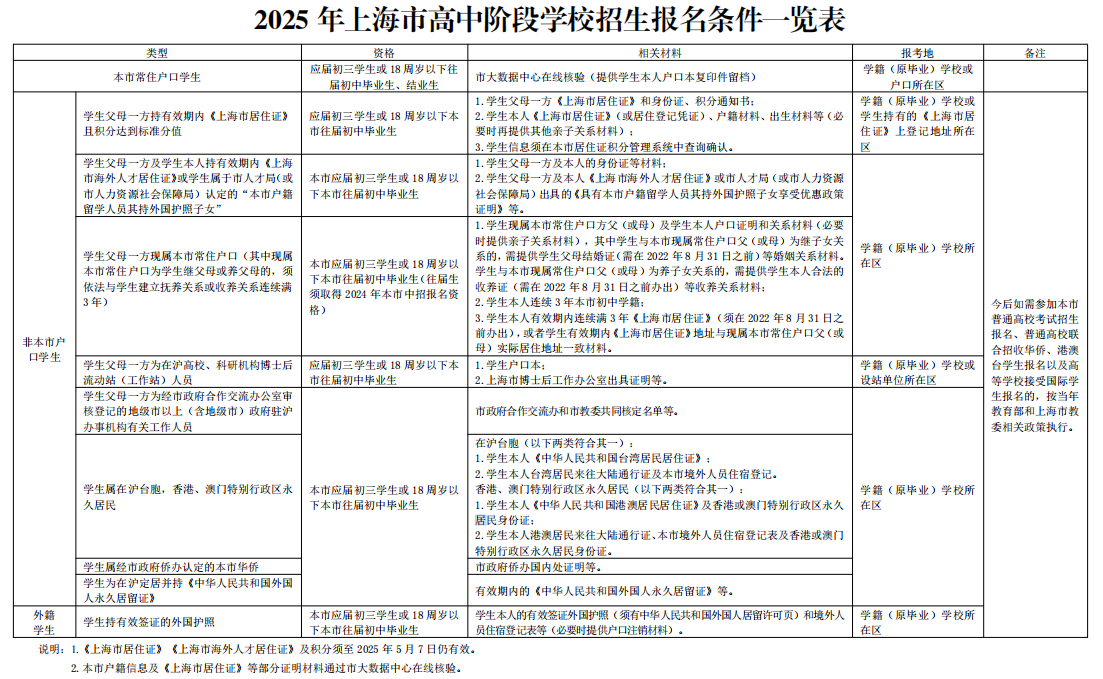 2025 年上海市高中阶段学校招生报名条件一览表
类型
资格
相关材料
报考地
备注
本市常住户口学生
应届初三学生或 18 周岁以下往
届初中毕业生、结业生
市大数据中心在线核验（提供学生本人户口本复印件留档）
学籍（原毕业）学校或
户口所在区
非本市户
口学生
学生父母一方持有效期内《上海市居住证》
且积分达到标准分值
应届初三学生或 18 周岁以下本
市往届初中毕业生
1.学生父母一方《上海市居住证》和身份证、积分通知书；
2.学生本人《上海市居住证》（或居住登记凭证）、户籍材料、出生材料等（必
要时再提供其他亲子关系材料）；
3.学生信息须在本市居住证积分管理系统中查询确认。
学籍（原毕业）学校或
学生持有的《上海市居
住证》上登记地址所在
区
学生父母一方及学生本人持有效期内《上海
市海外人才居住证》或学生属于市人才局（或
市人力资源社会保障局）认定的“本市户籍
留学人员其持外国护照子女”
本市应届初三学生或 18 周岁以
下本市往届初中毕业生
1.学生父母一方及本人的身份证等材料；
2.学生父母一方及本人《上海市海外人才居住证》或市人才局（或市人力资源
社会保障局）出具的《具有本市户籍留学人员其持外国护照子女享受优惠政策
证明》等。
学籍（原毕业）学校所
在区
学生父母一方现属本市常住户口（其中现属
本市常住户口为学生继父母或养父母的，须
依法与学生建立抚养关系或收养关系连续满
3 年）
本市应届初三学生或 18 周岁以
下本市往届初中毕业生（往届生
须取得 2024 年本市中招报名资
格）
1.学生现属本市常住户口方父（或母）及学生本人户口证明和关系材料（必要
时提供亲子关系材料），其中学生与本市现属常住户口父（或母）为继子女关
系的，需提供学生父母结婚证（需在 2022 年 8 月 31 日之前）等婚姻关系材料。
学生与本市现属常住户口父（或母）为养子女关系的，需提供学生本人合法的
收养证（需在 2022 年 8 月 31 日之前办出）等收养关系材料；
2.学生本人连续 3 年本市初中学籍；
3.学生本人有效期内连续满 3 年《上海市居住证》（须在 2022 年 8 月 31 日之
前办出），或者学生有效期内《上海市居住证》地址与现属本市常住户口父（或
母）实际居住地址一致材料。
学生父母一方为在沪高校、科研机构博士后
流动站（工作站）人员
应届初三学生或 18 周岁以下本
市往届初中毕业生
1.学生户口本；
2.上海市博士后工作办公室出具证明等。
学籍（原毕业）学校或
设站单位所在区
学生父母一方为经市政府合作交流办公室审
核登记的地级市以上（含地级市）政府驻沪
办事机构有关工作人员
市政府合作交流办和市教委共同核定名单等。
学生属在沪台胞，香港、澳门特别行政区永
久居民
本市应届初三学生或 18 周岁以
下本市往届初中毕业生
在沪台胞（以下两类符合其一）：
1.学生本人《中华人民共和国台湾居民居住证》；
2.学生本人台湾居民来往大陆通行证及本市境外人员住宿登记。
香港、澳门特别行政区永久居民（以下两类符合其一）：
1.学生本人《中华人民共和国港澳居民居住证》及香港或澳门特别行政区永久
居民身份证；
2.学生本人港澳居民来往大陆通行证、本市境外人员住宿登记表及香港或澳门
特别行政区永久居民身份证。
学籍（原毕业）学校所
在区
学生属经市政府侨办认定的本市华侨
市政府侨办国内处证明等。
学生为在沪定居并持《中华人民共和国外国
人永久居留证》
有效期内的《中华人民共和国外国人永久居留证》等。
今后如需参加本市
普通高校考试招生
报名、普通高校联
合招收华侨、港澳
台学生报名以及高
等学校接受国际学
生报名的，按当年
教育部和上海市教
委相关政策执行。
外籍
学生
学生持有效签证的外国护照
本市应届初三学生或 18 周岁以
下本市往届初中毕业生
学生本人的有效签证外国护照（须有中华人民共和国外国人居留许可页）和境外人
员住宿登记表等（必要时提供户口注销材料）。
学籍（原毕业）学校所
在区
说明：1.《上海市居住证》《上海市海外人才居住证》及积分须至 2025 年 5 月 7 日仍有效。
2.本市户籍信息及《上海市居住证》等部分证明材料通过市大数据中心在线核验。